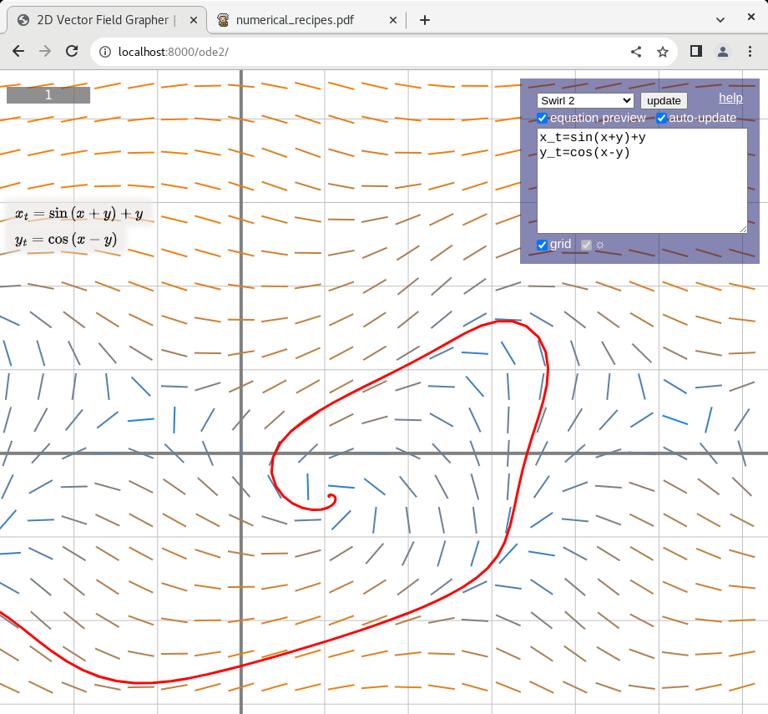 2D Vector Field Grapher
numerical_recipes.pdf
localhost:8000/ode2/
1
Swirl 2
update
help
equation preview
auto-update
x_t=sin(x+y)+y
y_t=cos(x-y)
grid
x_t = sin (x + y) + y
y_t = cos (x − y)